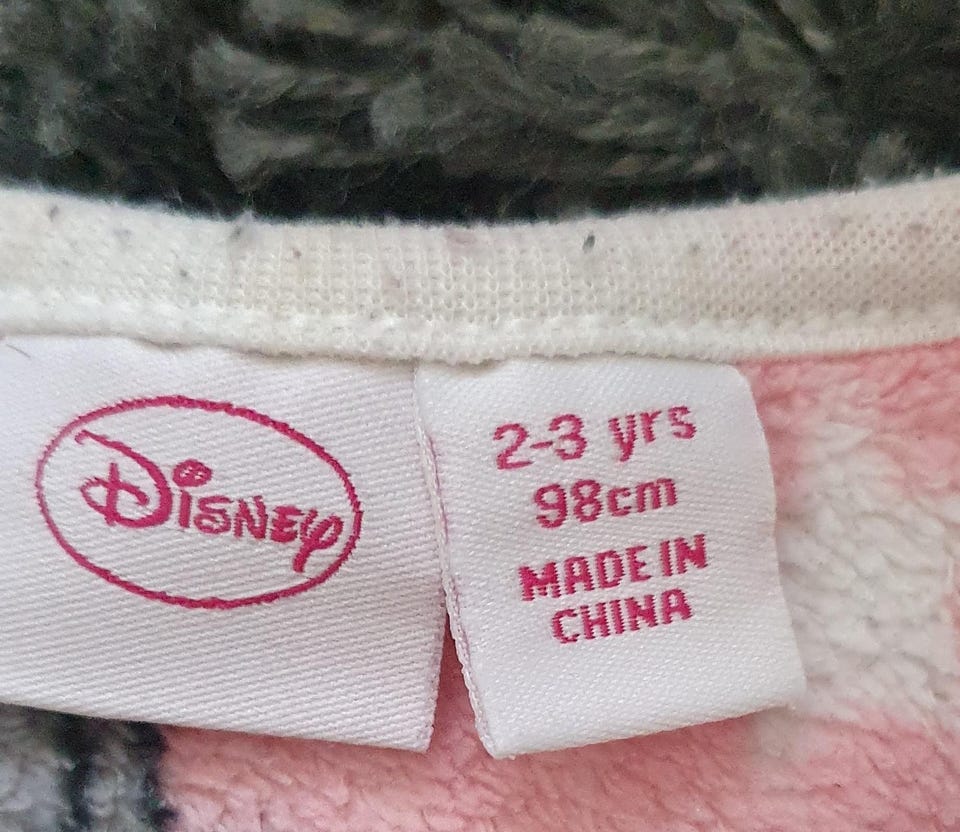 Disney
2-3 yrs
98cm
MADE IN
CHINA